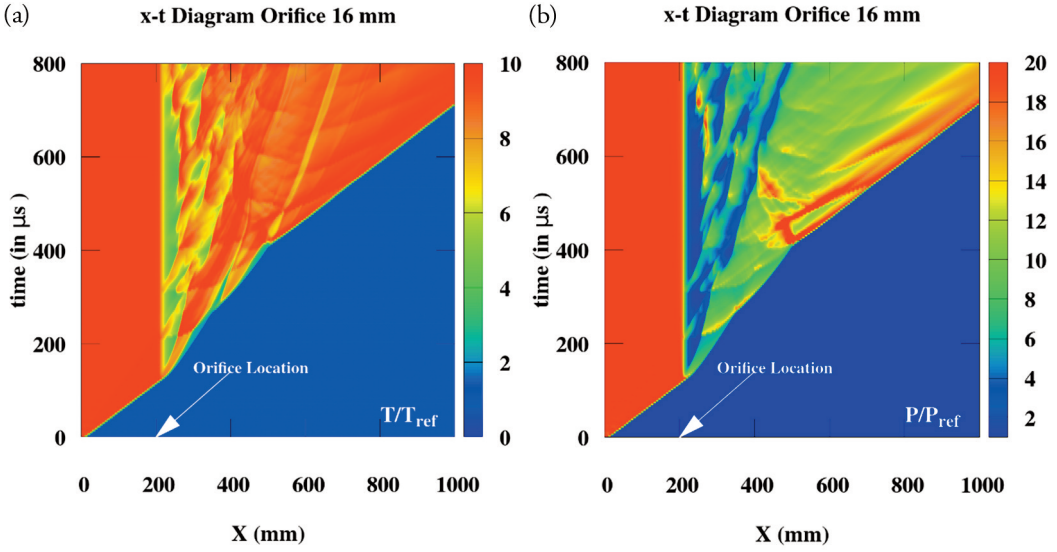 (a)
x-t Diagram Orifice 16 mm
800
600
400
200
0
time (in μs)
0 200 400 600 800 1000
X (mm)
Orifice Location
T/Tref
10
8
6
4
2
0
(b)
x-t Diagram Orifice 16 mm
800
600
400
200
0
time (in μs)
0 200 400 600 800 1000
X (mm)
Orifice Location
P/Pref
20
18
16
14
12
10
8
6
4
2